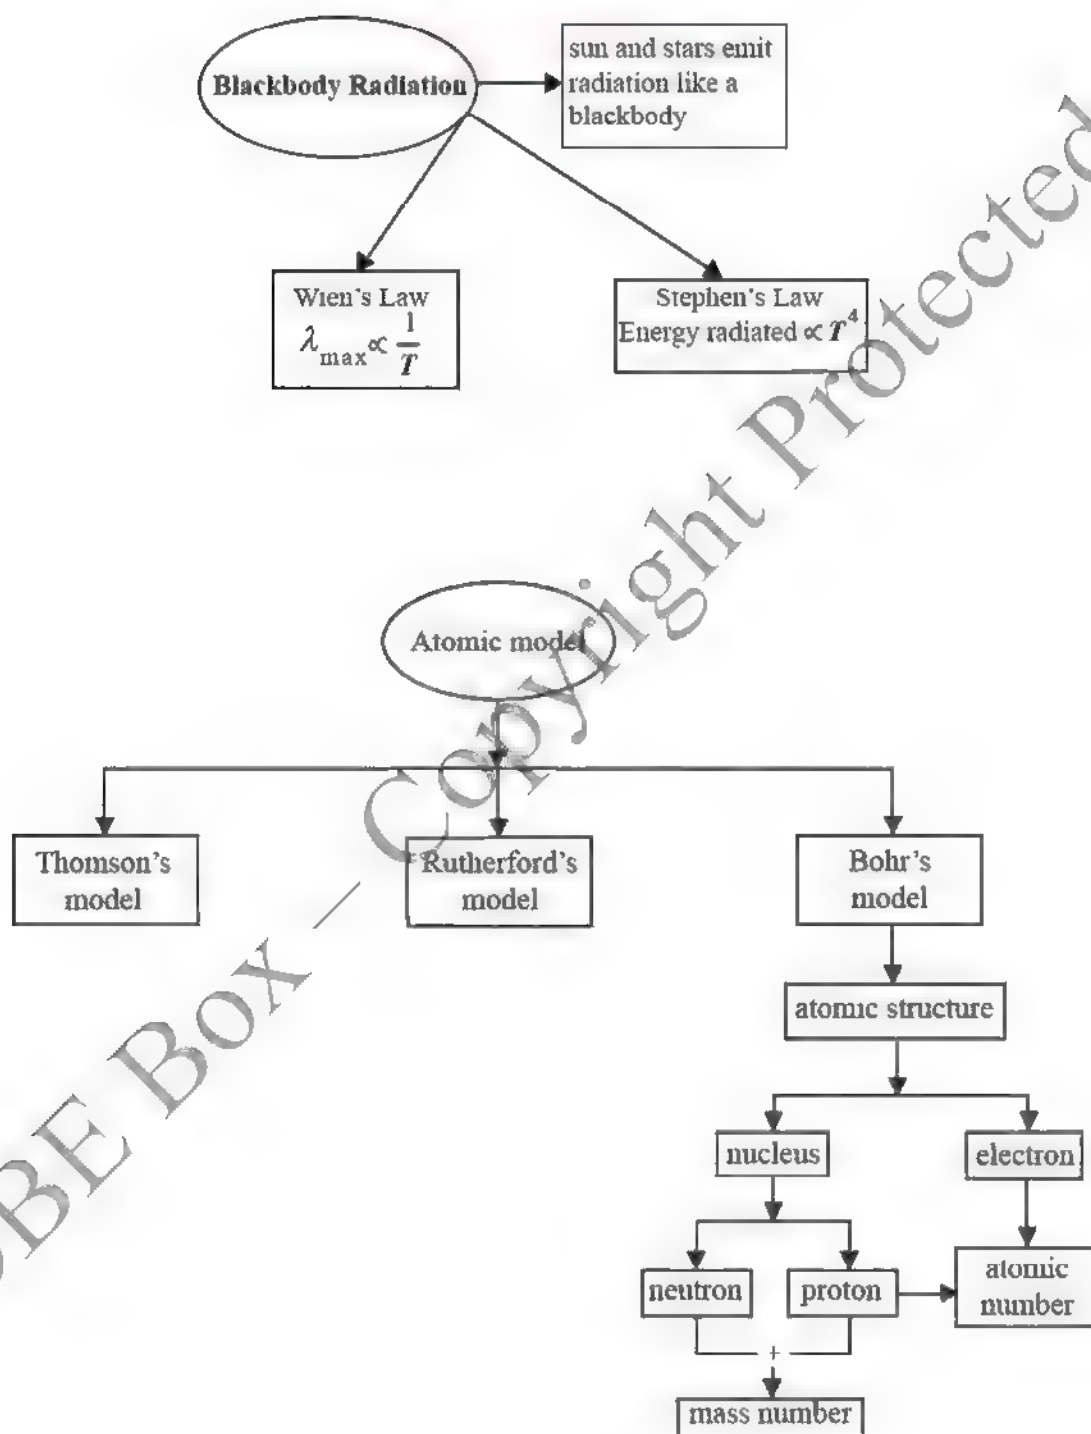 Blackbody Radiation
sun and stars emit
radiation like a
blackbody
Wien's Law
λmax ∝ 1/T
Stephen's Law
Energy radiated ∝ T⁴
Atomic model
Thomson's
model
Rutherford's
model
Bohr's
model
atomic structure
nucleus
electron
neutron
proton
atomic
number
+
mass number
BE Box – Copyright Protected